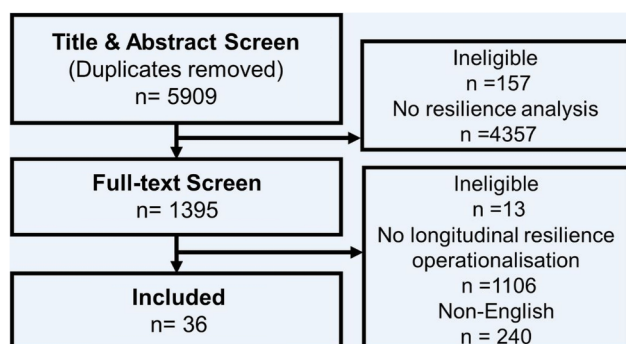 Title & Abstract Screen
(Duplicates removed)
n= 5909
Ineligible
n =157
No resilience analysis
n =4357
Full-text Screen
n= 1395
Ineligible
n =13
No longitudinal resilience
operationalisation
n =1106
Non-English
n = 240
Included
n= 36